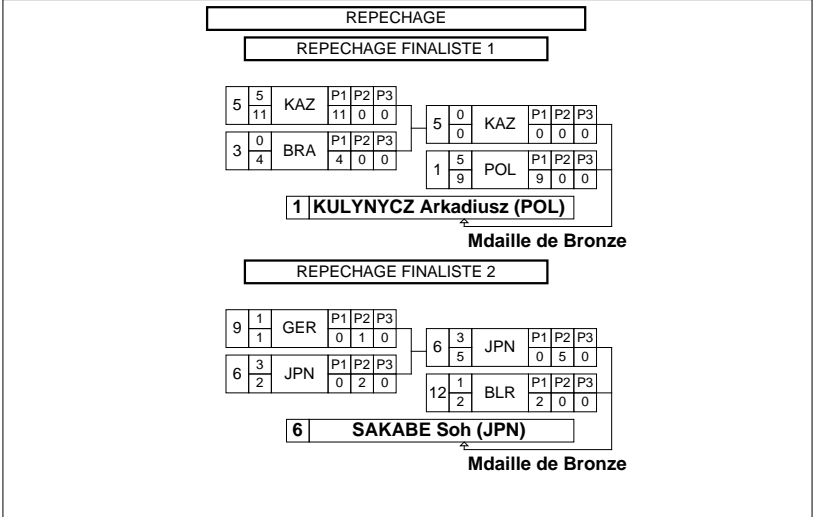 REPECHAGE
REPECHAGE FINALISTE 1
5 5 KAZ P1 P2 P3
11 11 0 0
3 0 BRA P1 P2 P3
4 4 0 0
5 0 KAZ P1 P2 P3
0 0 0 0
1 5 POL P1 P2 P3
9 9 0 0
1 KULYNYCZ Arkadiusz (POL)
Mdaille de Bronze
REPECHAGE FINALISTE 2
9 1 GER P1 P2 P3
1 0 1 0
6 3 JPN P1 P2 P3
2 0 2 0
6 3 JPN P1 P2 P3
5 0 5 0
12 1 BLR P1 P2 P3
2 2 0 0
6 SAKABE Soh (JPN)
Mdaille de Bronze